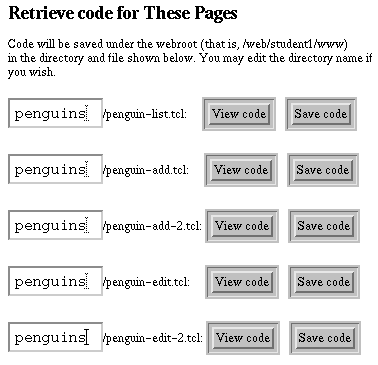 Retrieve code for These Pages
Code will be saved under the webroot (that is, /web/student1/www)
in the directory and file shown below. You may edit the directory name if
you wish.
penguins /penguin-list.tcl: View code Save code
penguins /penguin-add.tcl: View code Save code
penguins /penguin-add-2.tcl: View code Save code
penguins /penguin-edit.tcl: View code Save code
penguins /penguin-edit-2.tcl: View code Save code